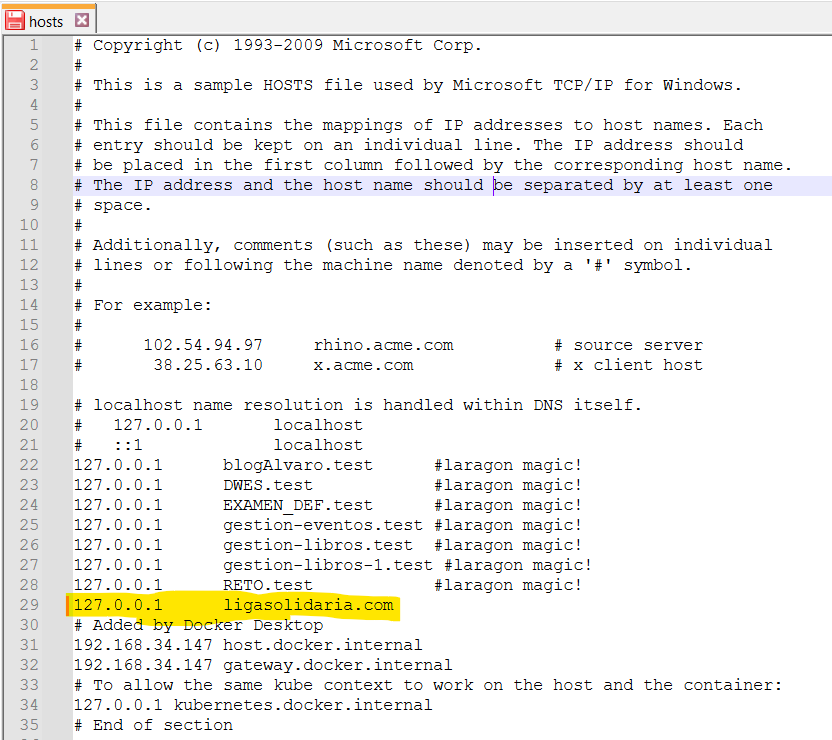 hosts
1 # Copyright (c) 1993-2009 Microsoft Corp.
2 #
3 # This is a sample HOSTS file used by Microsoft TCP/IP for Windows.
4 #
5 # This file contains the mappings of IP addresses to host names. Each
6 # entry should be kept on an individual line. The IP address should
7 # be placed in the first column followed by the corresponding host name.
8 # The IP address and the host name should be separated by at least one
9 # space.
10 #
11 # Additionally, comments (such as these) may be inserted on individual
12 # lines or following the machine name denoted by a '#' symbol.
13 #
14 # For example:
15 #
16 #      102.54.94.97     rhino.acme.com          # source server
17 #       38.25.63.10     x.acme.com              # x client host
18
19 # localhost name resolution is handled within DNS itself.
20 #   127.0.0.1       localhost
21 #   ::1             localhost
22 127.0.0.1      blogAlvaro.test      #laragon magic!
23 127.0.0.1      DWES.test            #laragon magic!
24 127.0.0.1      EXAMEN_DEF.test      #laragon magic!
25 127.0.0.1      gestion-eventos.test #laragon magic!
26 127.0.0.1      gestion-libros.test  #laragon magic!
27 127.0.0.1      gestion-libros-1.test #laragon magic!
28 127.0.0.1      RETO.test            #laragon magic!
29 127.0.0.1      ligasolidaria.com
30 # Added by Docker Desktop
31 192.168.34.147 host.docker.internal
32 192.168.34.147 gateway.docker.internal
33 # To allow the same kube context to work on the host and the container:
34 127.0.0.1 kubernetes.docker.internal
35 # End of section